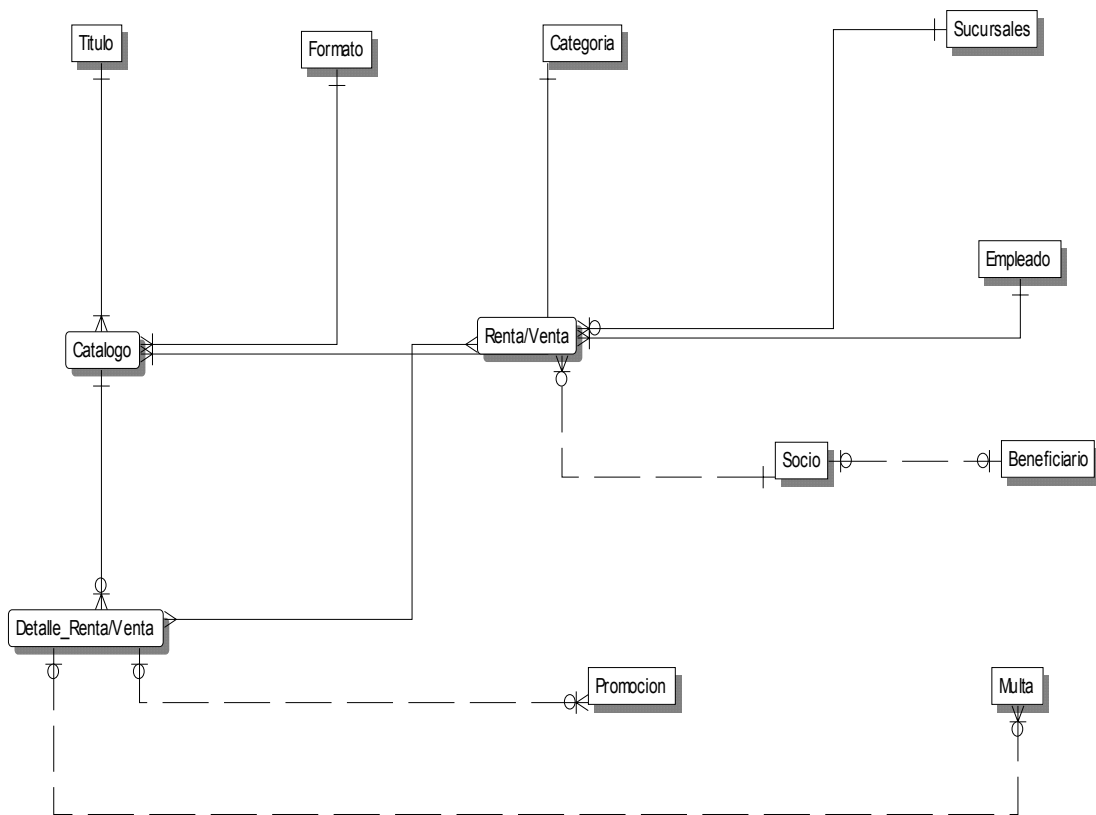 Titulo
Formato
Categoria
Sucursales
Empleado
Catalogo
Renta/Venta
Socio
Beneficiario
Detalle_Renta/Venta
Promocion
Multa